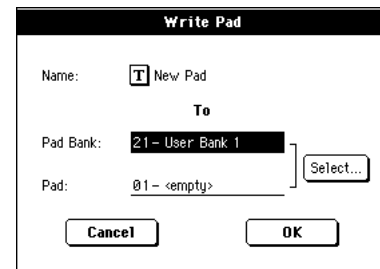 Write Pad
Name: T New Pad
To
Pad Bank: 21- User Bank 1
Select...
Pad: 01- <empty>
Cancel OK